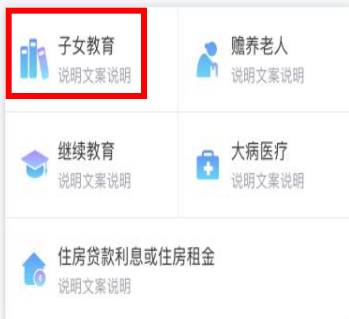 子女教育
说明文案说明
赡养老人
说明文案说明
继续教育
说明文案说明
大病医疗
说明文案说明
住房贷款利息或住房租金
说明文案说明